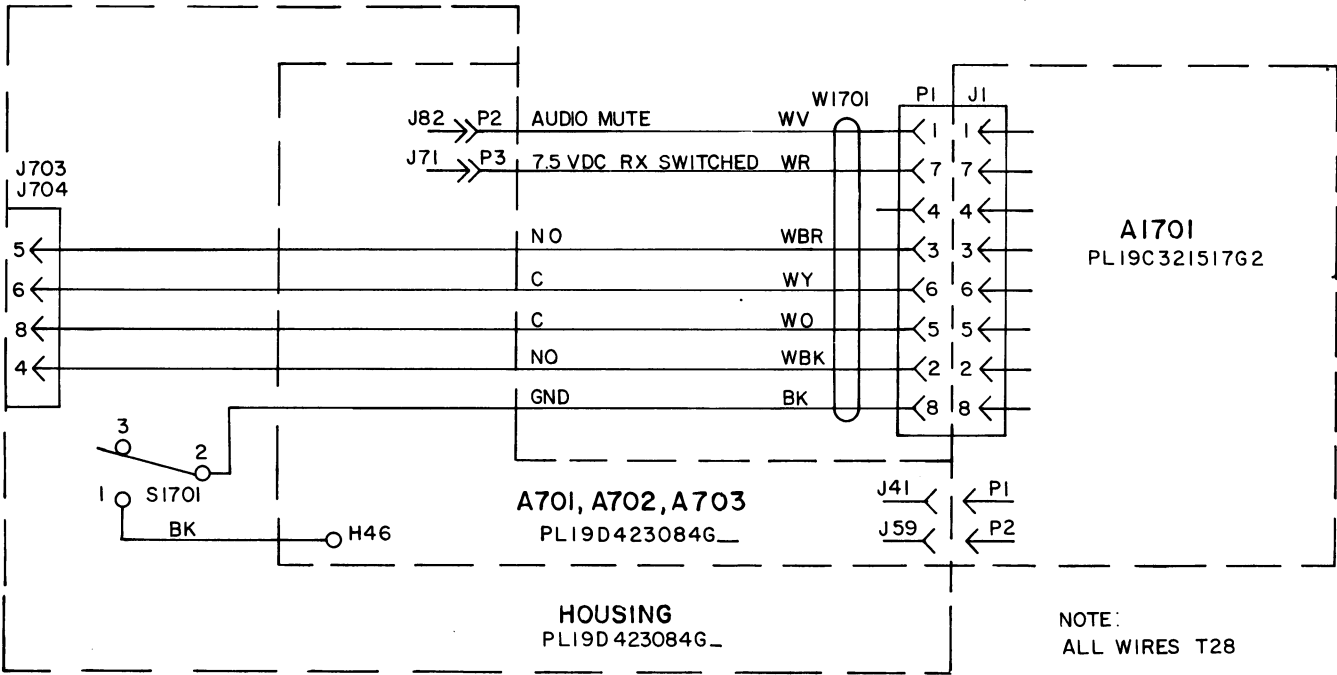 W1701 P1 J1
J82 P2 AUDIO MUTE WV 1 1
J71 P3 7.5 VDC RX SWITCHED WR 7 7
J703
J704
4 4
5 NO WBR 3 3
6 C WY 6 6
8 C WO 5 5
4 NO WBK 2 2
GND BK 8 8
A1701
PL19C321517G2
3
2
1 S1701
BK H46
A701, A702, A703
PL19D423084G_
J41 P1
J59 P2
HOUSING
PL19D423084G_
NOTE:
ALL WIRES T28